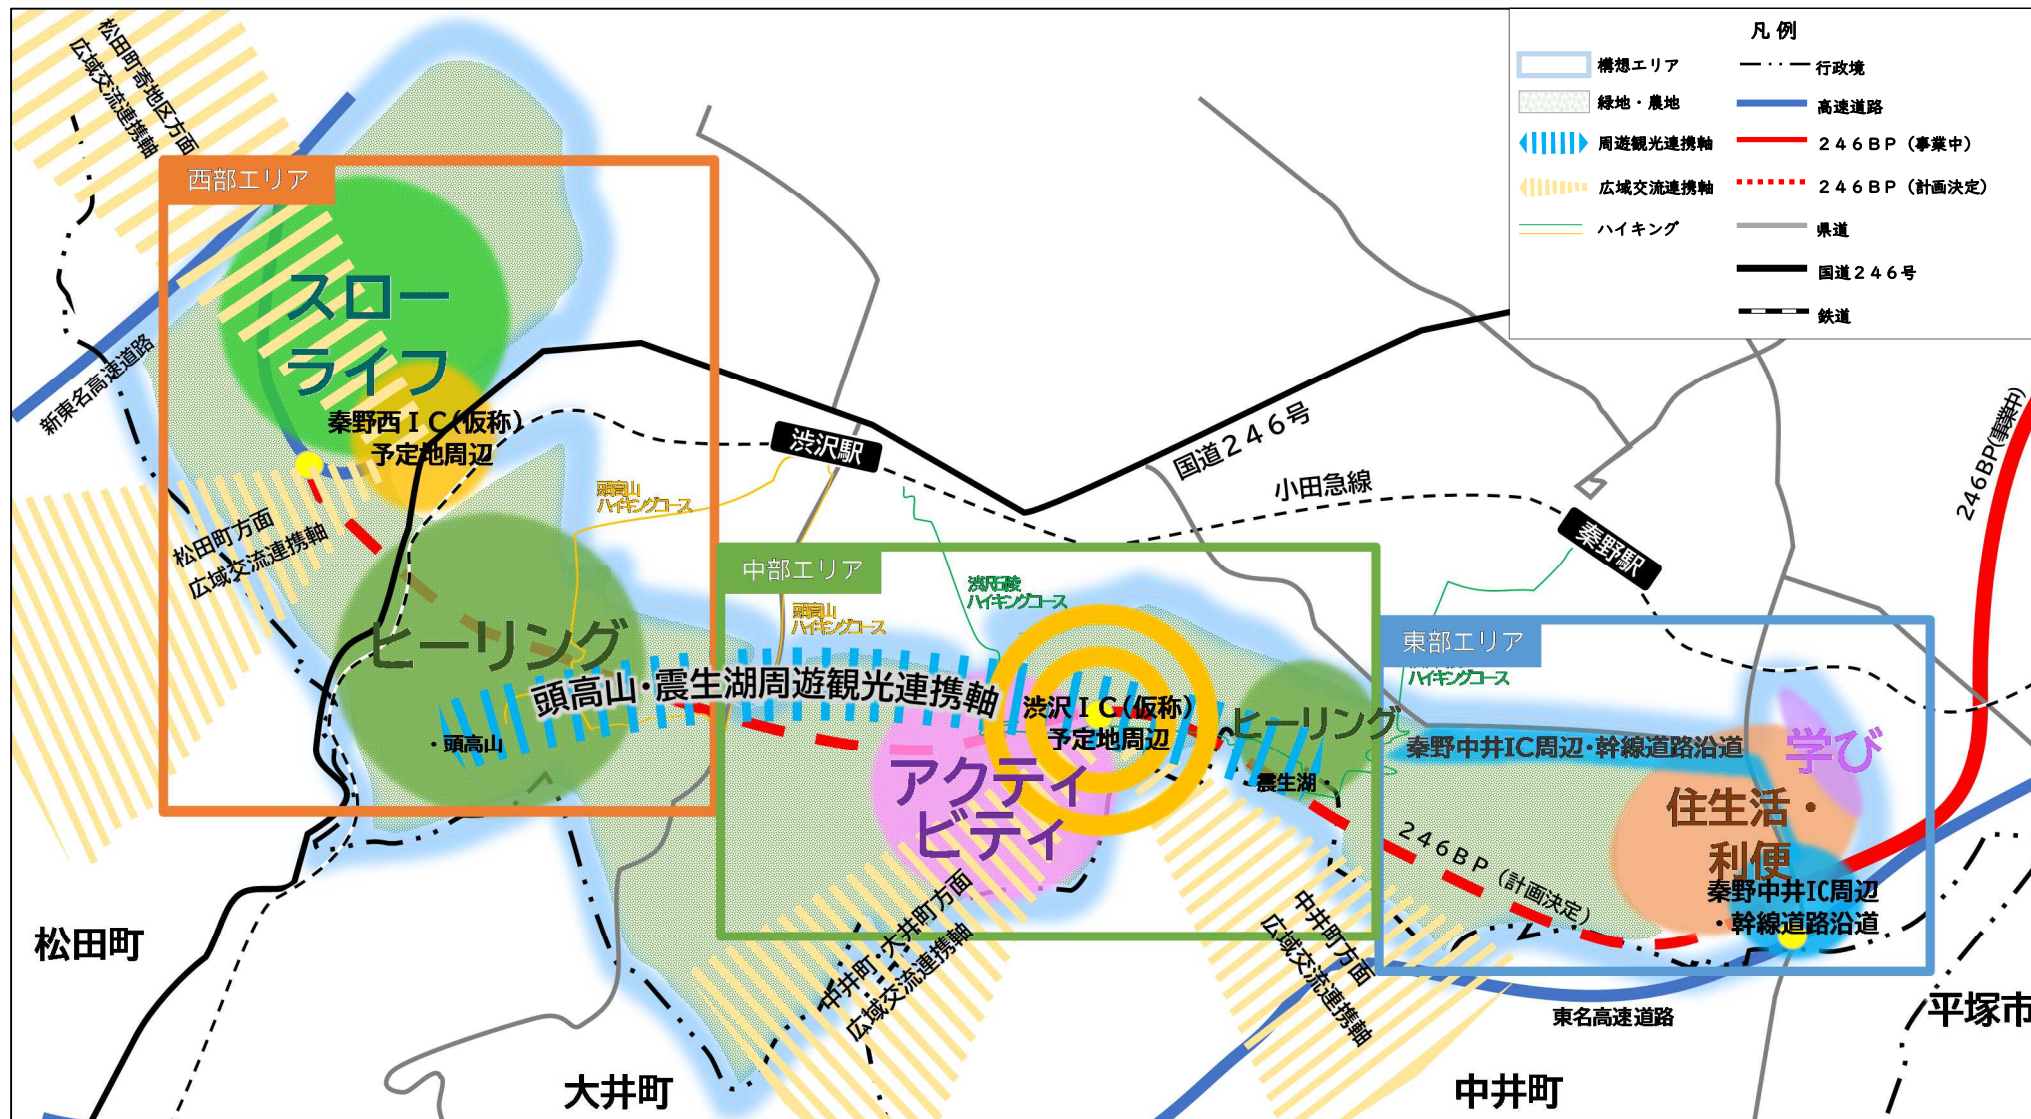 凡例
構想エリア
緑地・農地
周遊観光連携軸
広域交流連携軸
ハイキング
行政境
高速道路
２４６ＢＰ（事業中）
２４６ＢＰ（計画決定）
県道
国道２４６号
鉄道
松田町寄地区方面
広域交流連携軸
西部エリア
スロー
ライフ
新東名高速道路
秦野西ＩＣ(仮称)
予定地周辺
松田町方面
広域交流連携軸
ヒーリング
・頭高山
頭高山
ハイキングコース
渋沢駅
国道２４６号
小田急線
秦野駅
246BP(事業中)
中部エリア
頭高山
ハイキングコース
渋沢丘陵
ハイキングコース
頭高山・震生湖周遊観光連携軸
渋沢ＩＣ(仮称)
予定地周辺
ヒーリング
震生湖・
アクティ
ビティ
東部エリア
ハイキングコース
秦野中井IC周辺・幹線道路沿道
学び
住生活・
利便
秦野中井IC周辺
・幹線道路沿道
２４６ＢＰ（計画決定）
中井町・大井町方面
広域交流連携軸
中井町方面
広域交流連携軸
東名高速道路
松田町
大井町
中井町
平塚市